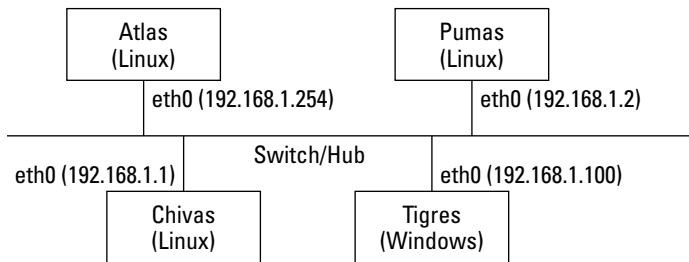 Atlas
(Linux)
Pumas
(Linux)
eth0 (192.168.1.254)
eth0 (192.168.1.2)
Switch/Hub
eth0 (192.168.1.1)
eth0 (192.168.1.100)
Chivas
(Linux)
Tigres
(Windows)